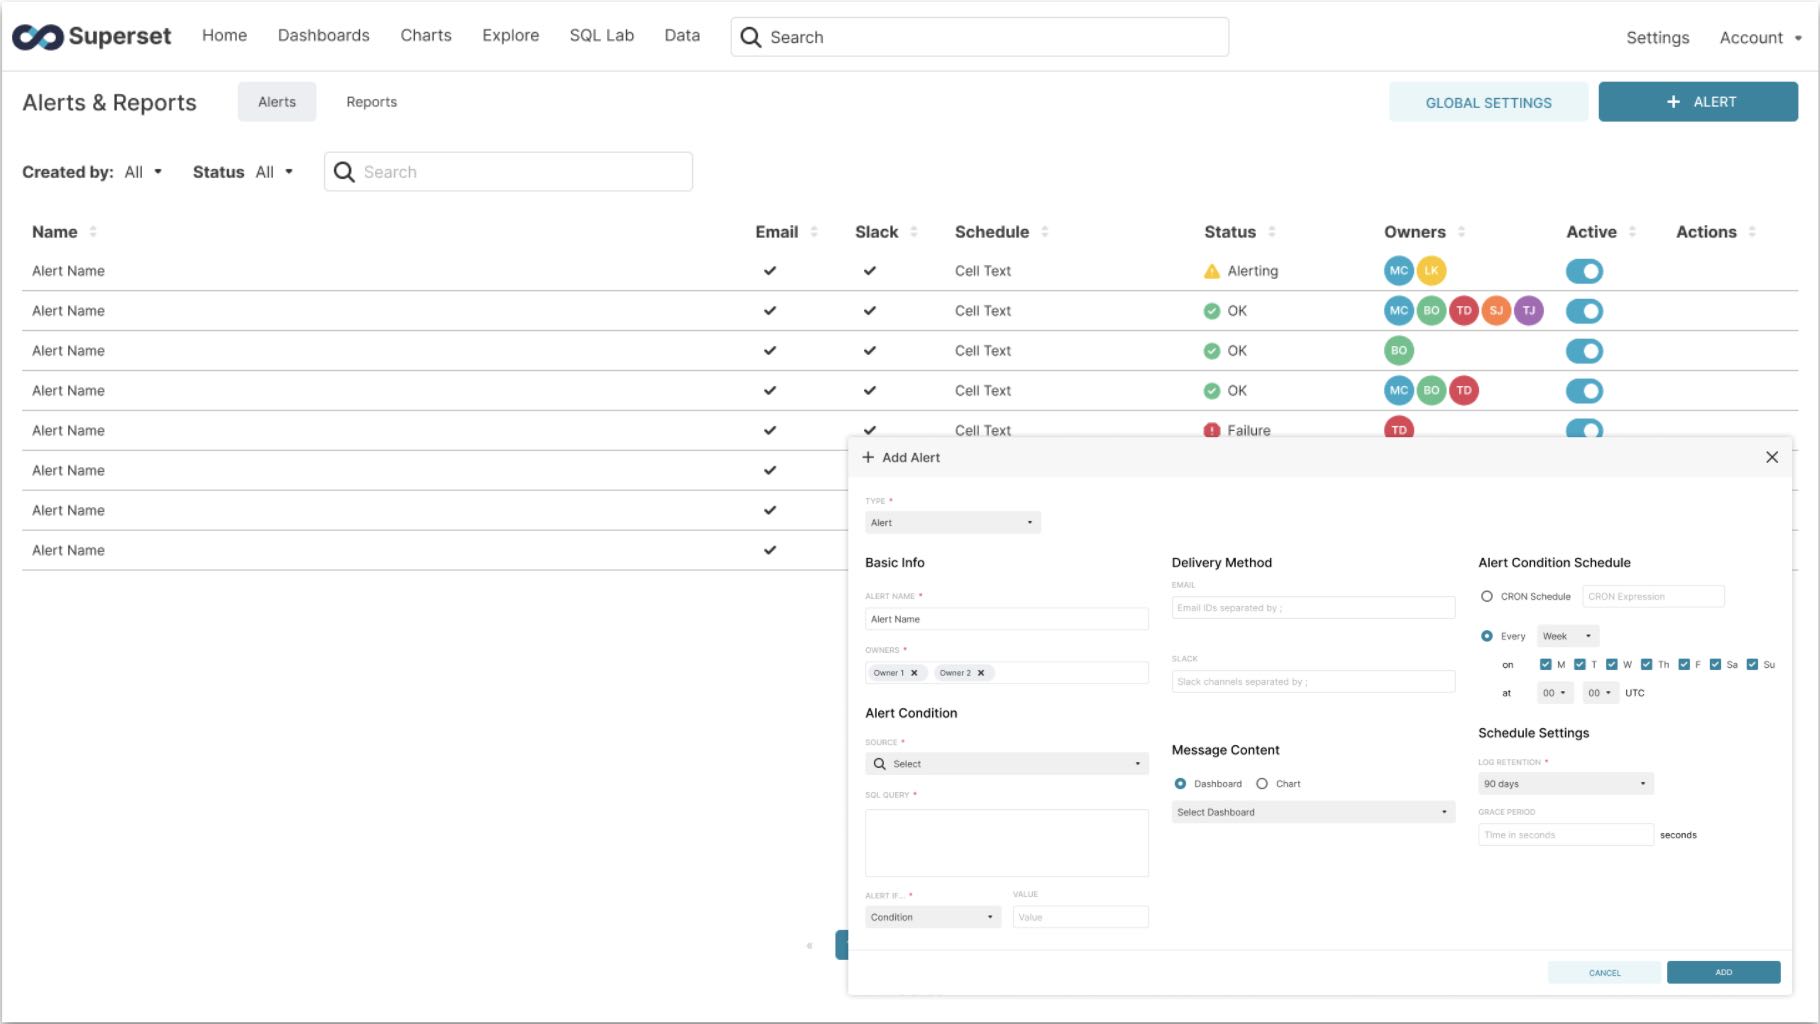 Superset Home Dashboards Charts Explore SQL Lab Data Search Settings Account
Alerts & Reports Alerts Reports GLOBAL SETTINGS + ALERT
Created by: All Status All Search
Name Email Slack Schedule Status Owners Active Actions
Alert Name Cell Text Alerting MC LK
Alert Name Cell Text OK MC BO TD SJ TJ
Alert Name Cell Text OK BO
Alert Name Cell Text OK MC BO TD
Alert Name Cell Text Failure TD
Alert Name
Alert Name
Alert Name
«
+ Add Alert
TYPE *
Alert
Basic Info
ALERT NAME *
Alert Name
OWNERS *
Owner 1 Owner 2
Alert Condition
SOURCE *
Select
SQL QUERY *
ALERT IF... * VALUE
Condition Value
Delivery Method
EMAIL
Email IDs separated by ;
SLACK
Slack channels separated by ;
Message Content
Dashboard Chart
Select Dashboard
Alert Condition Schedule
CRON Schedule CRON Expression
Every Week
on M T W Th F Sa Su
at 00 00 UTC
Schedule Settings
LOG RETENTION *
90 days
GRACE PERIOD
Time in seconds seconds
CANCEL ADD